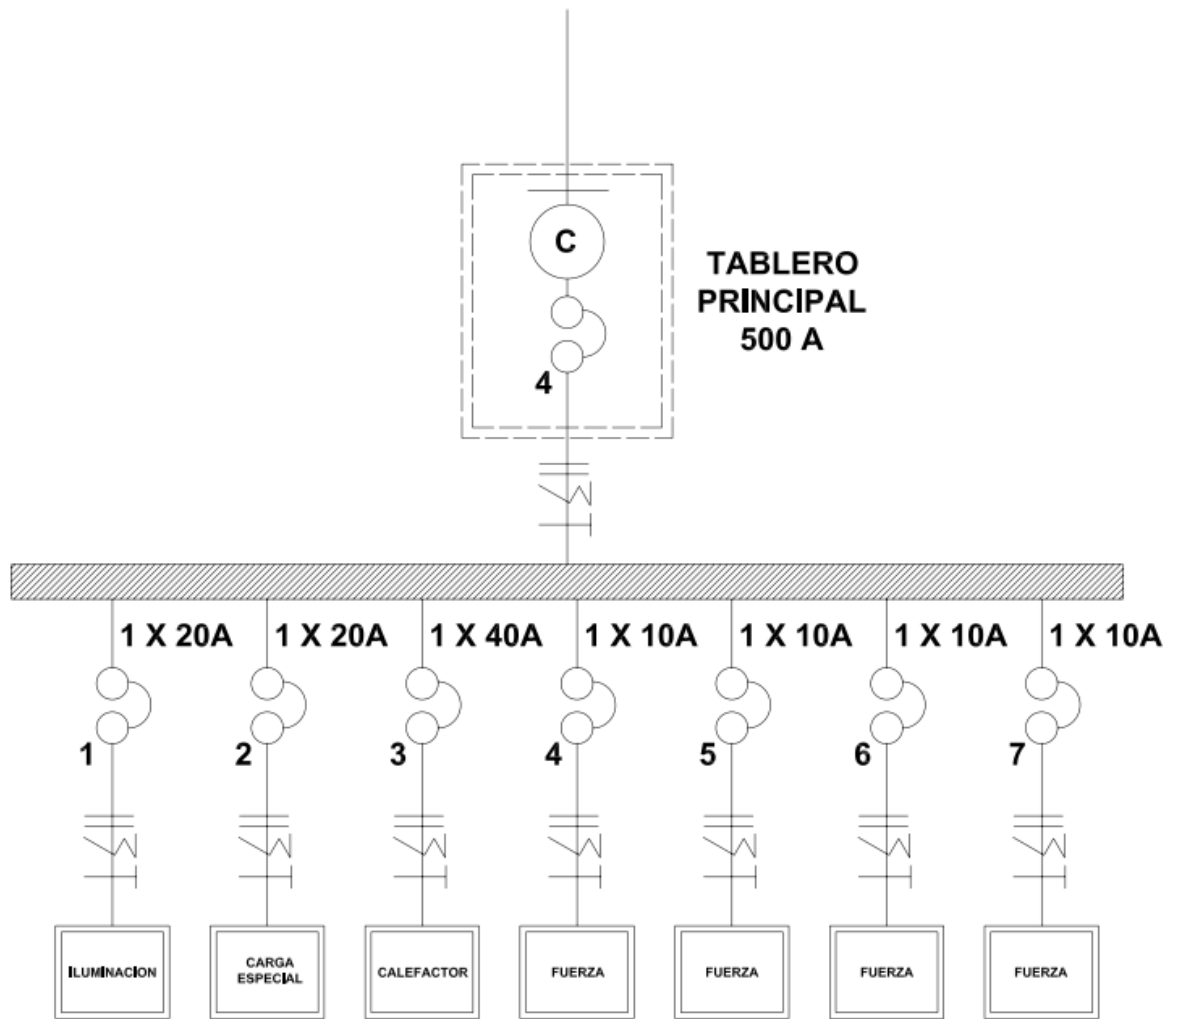 C
TABLERO
PRINCIPAL
500 A
4
1 X 20A
1 X 20A
1 X 40A
1 X 10A
1 X 10A
1 X 10A
1 X 10A
1
2
3
4
5
6
7
ILUMINACION
CARGA
ESPECIAL
CALEFACTOR
FUERZA
FUERZA
FUERZA
FUERZA